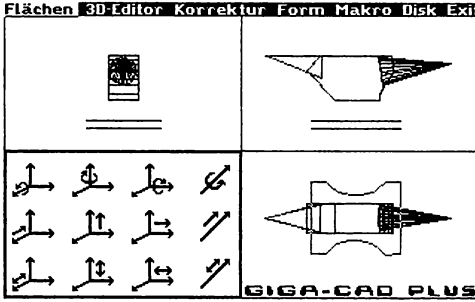 Flächen 3D-Editor Korrektur Form Makro Disk Exit
GIGA-CAD PLUS